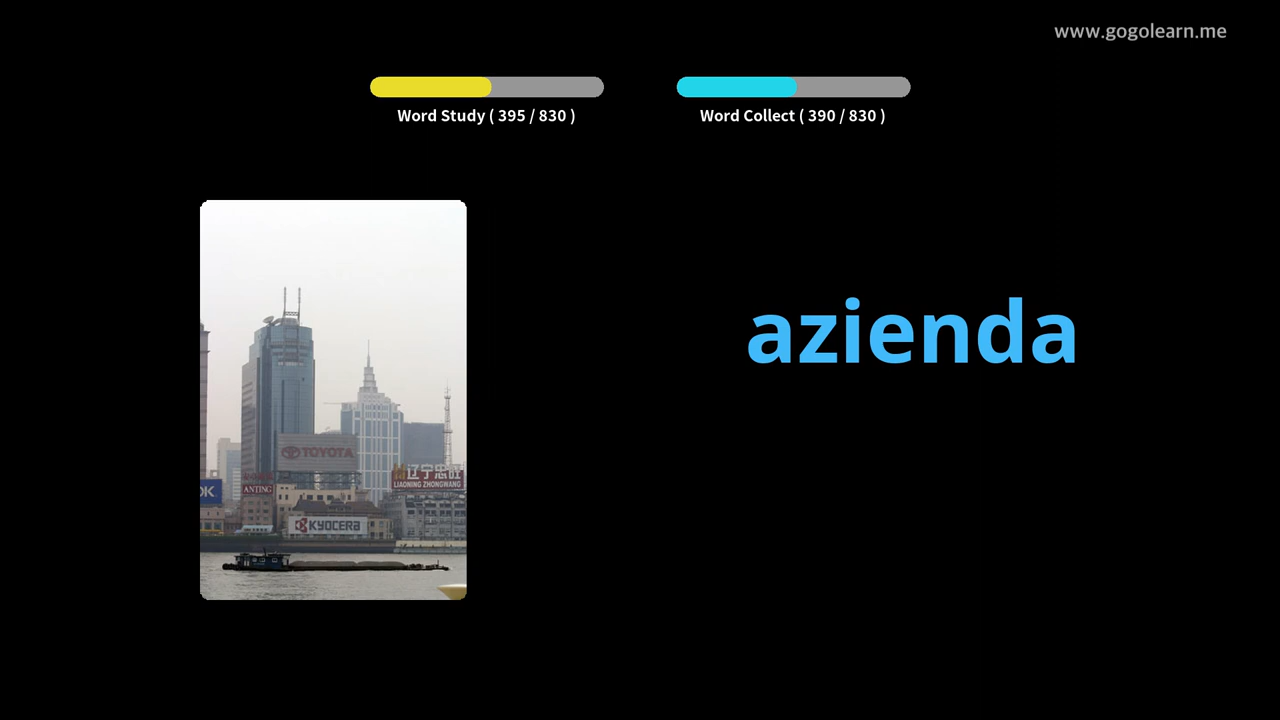 www.gogolearn.me
Word Study ( 395 / 830 )
Word Collect ( 390 / 830 )
azienda
TOYOTA
辽宁忠旺
LIAONING ZHONGWANG
ANTING
OK
KYOCERA